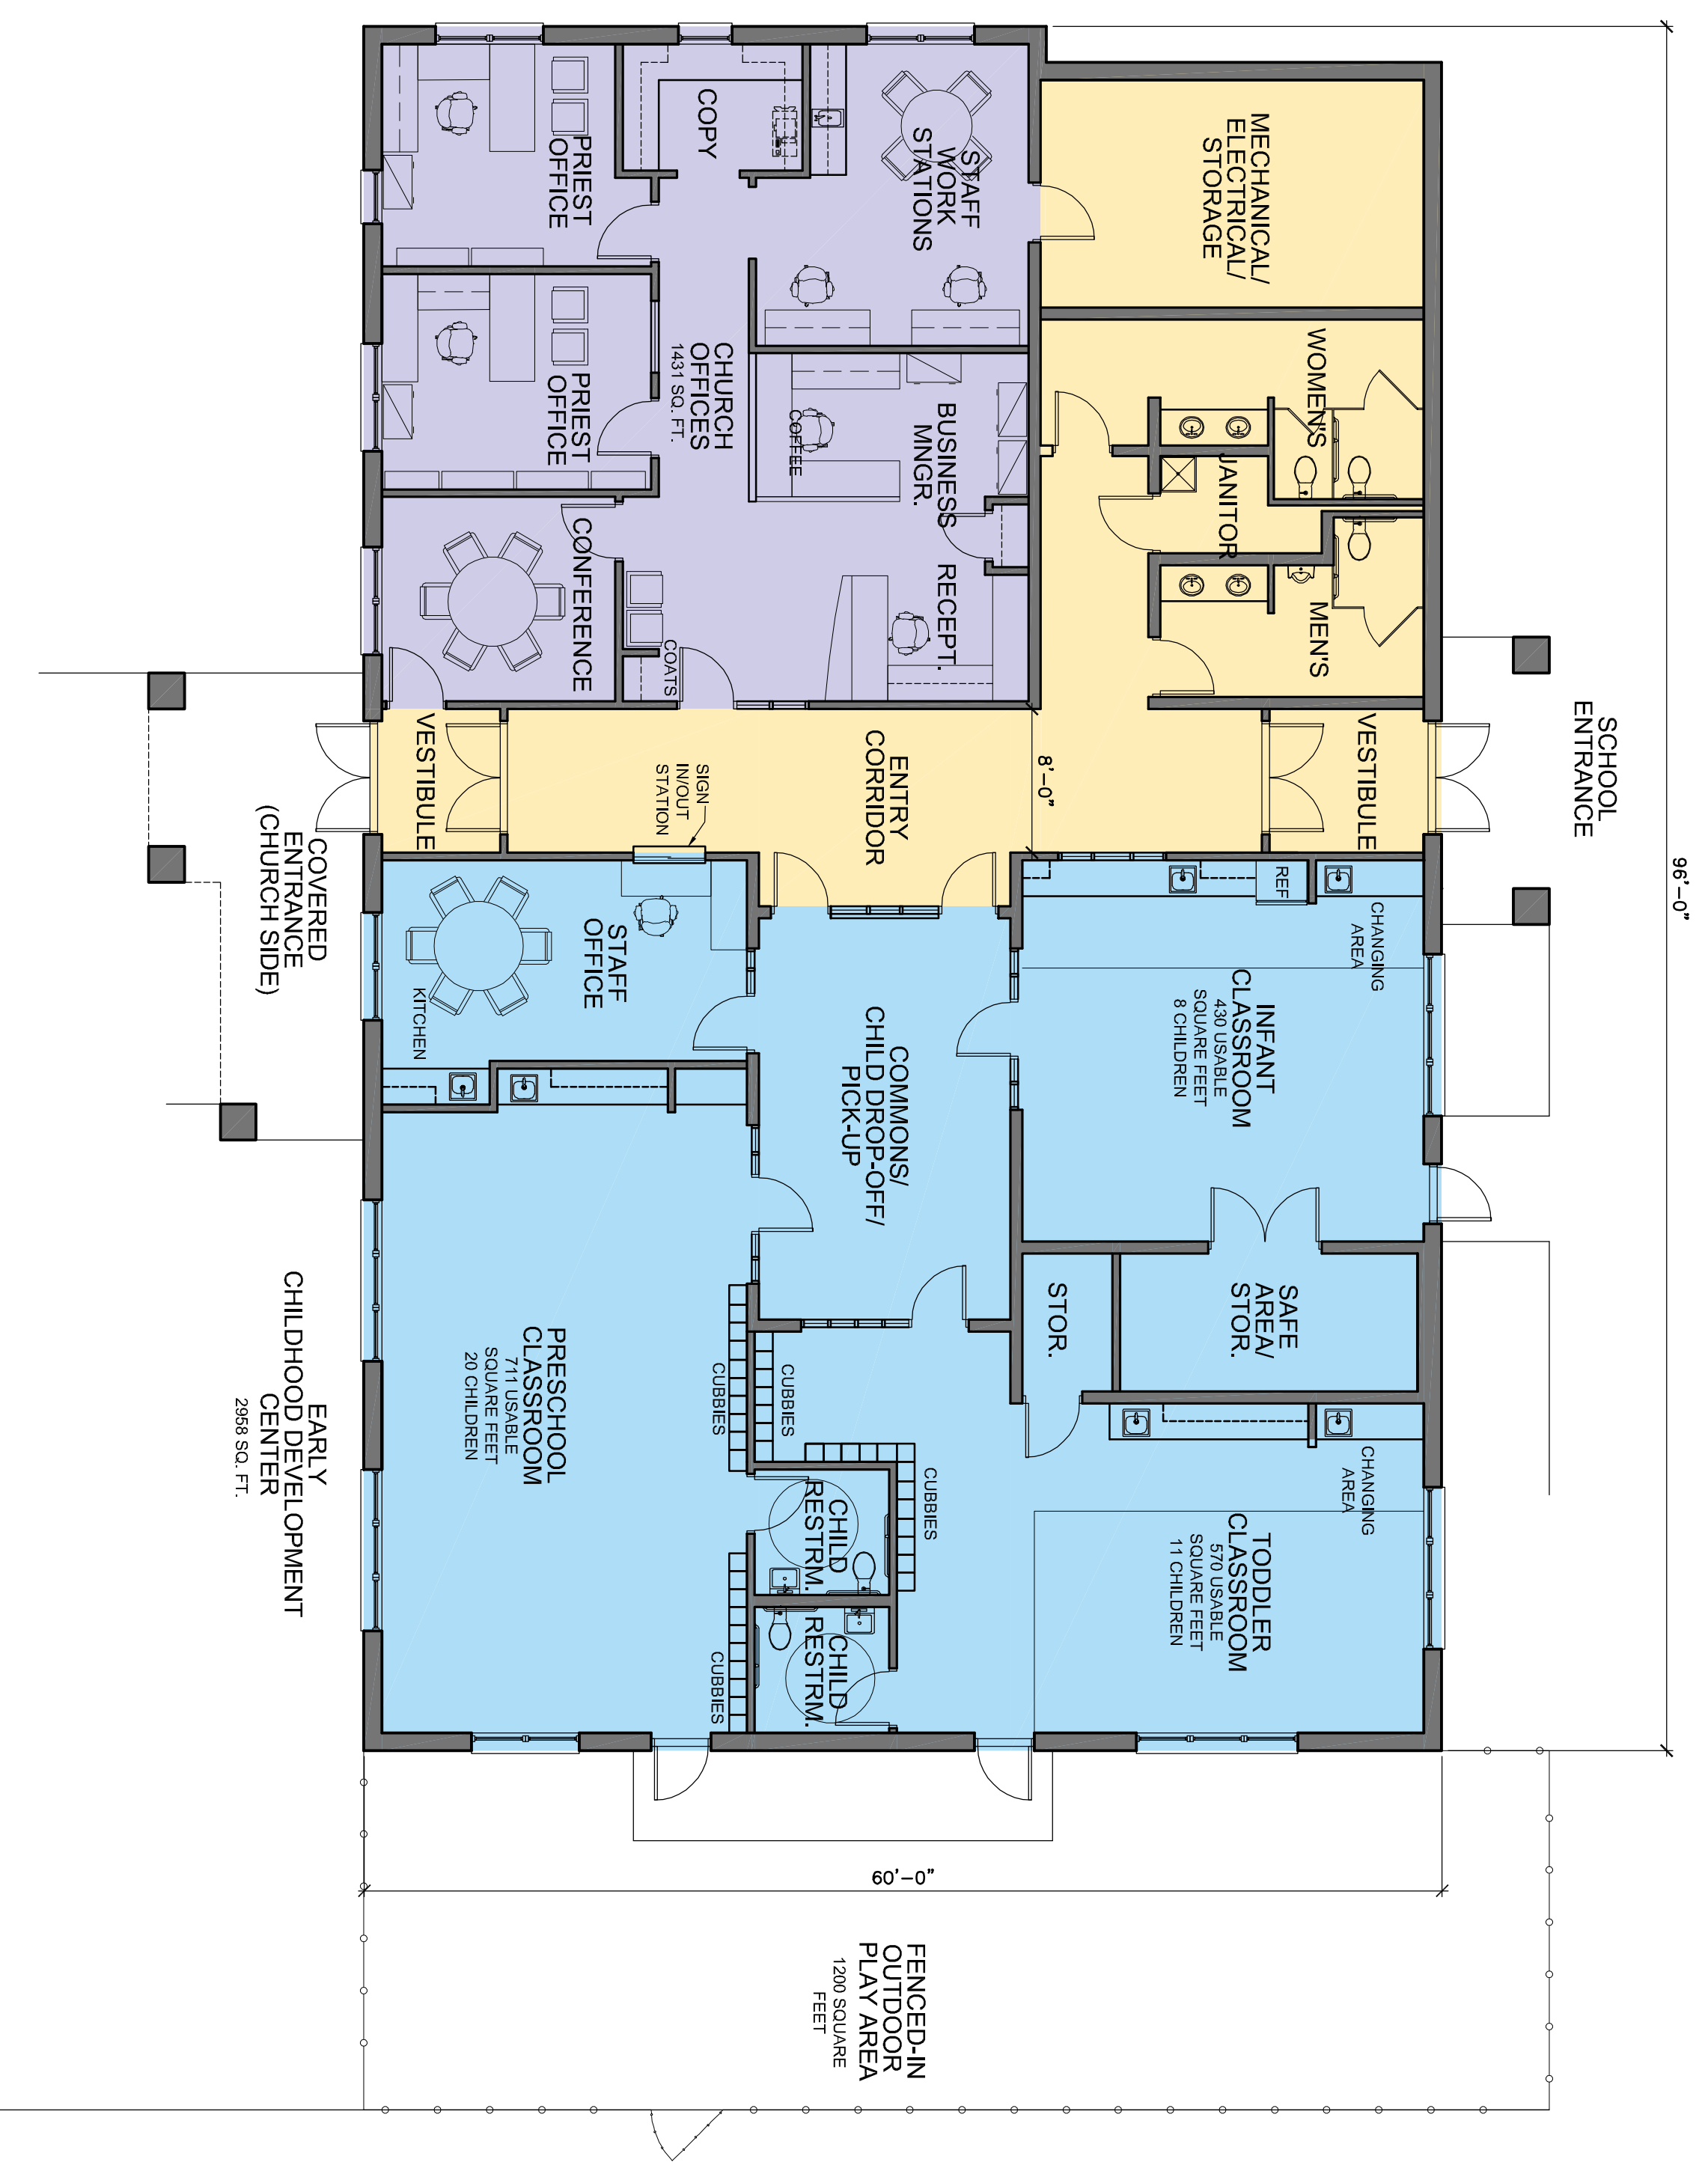 MECHANICAL/
ELECTRICAL/
STORAGE
WOMEN'S
JANITOR
MEN'S
VESTIBULE
SCHOOL
ENTRANCE
96'-0"
STAFF
WORK
STATIONS
COPY
PRIEST
OFFICE
PRIEST
OFFICE
CHURCH
OFFICES
1431 SQ. FT.
BUSINESS
MNGR.
COFFEE
RECEPT.
CONFERENCE
COATS
VESTIBULE
ENTRY
CORRIDOR
8'-0"
SIGN
IN/OUT
STATION
COVERED
ENTRANCE
(CHURCH SIDE)
REF
CHANGING
AREA
INFANT
CLASSROOM
430 USABLE
SQUARE FEET
8 CHILDREN
STAFF
OFFICE
KITCHEN
COMMONS/
CHILD DROP-OFF/
PICK-UP
SAFE
AREA/
STOR.
STOR.
CHANGING
AREA
TODDLER
CLASSROOM
570 USABLE
SQUARE FEET
11 CHILDREN
CUBBIES
CUBBIES
CUBBIES
CUBBIES
CHILD
RESTRM.
CHILD
RESTRM.
PRESCHOOL
CLASSROOM
711 USABLE
SQUARE FEET
20 CHILDREN
EARLY
CHILDHOOD DEVELOPMENT
CENTER
2958 SQ. FT.
60'-0"
FENCED-IN
OUTDOOR
PLAY AREA
1200 SQUARE
FEET